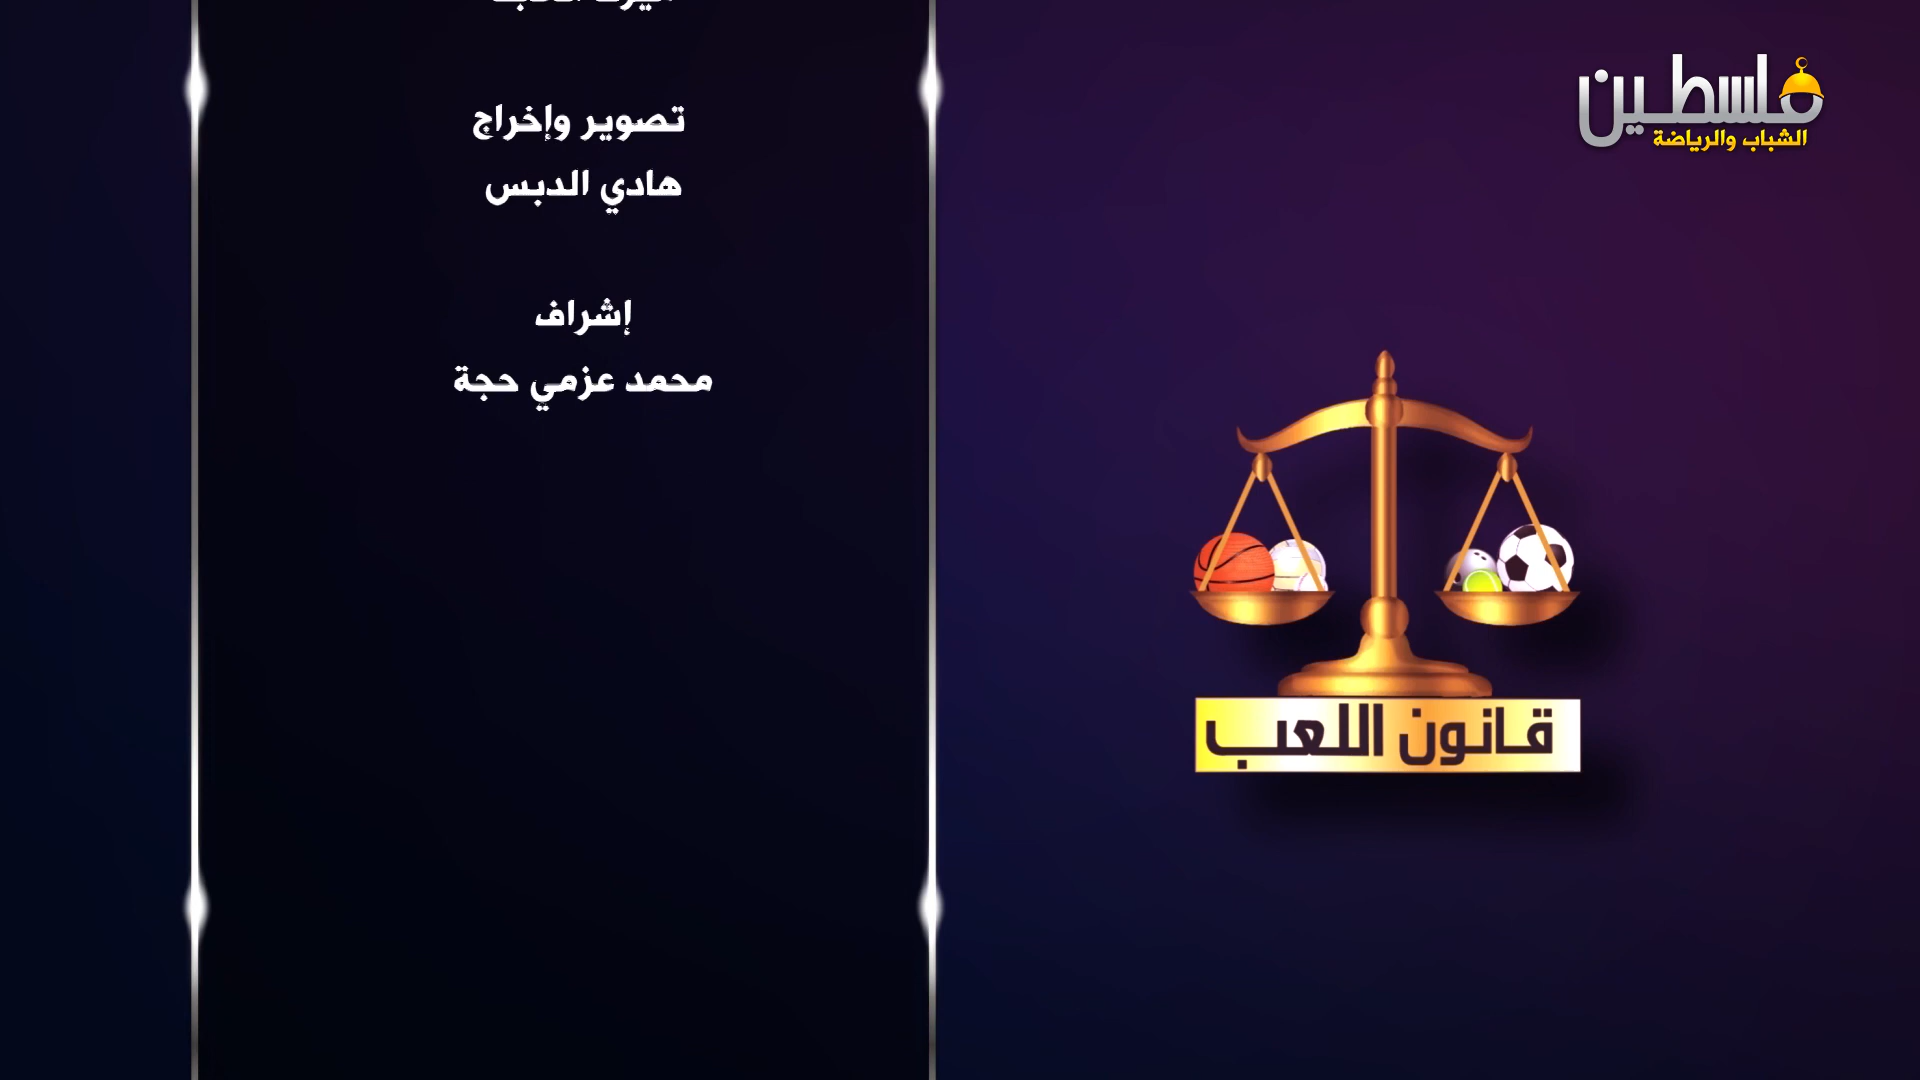 فلسطين
الشباب والرياضة
تصوير وإخراج
هادي الدبس
إشراف
محمد عزمي حجة
قانون اللعب